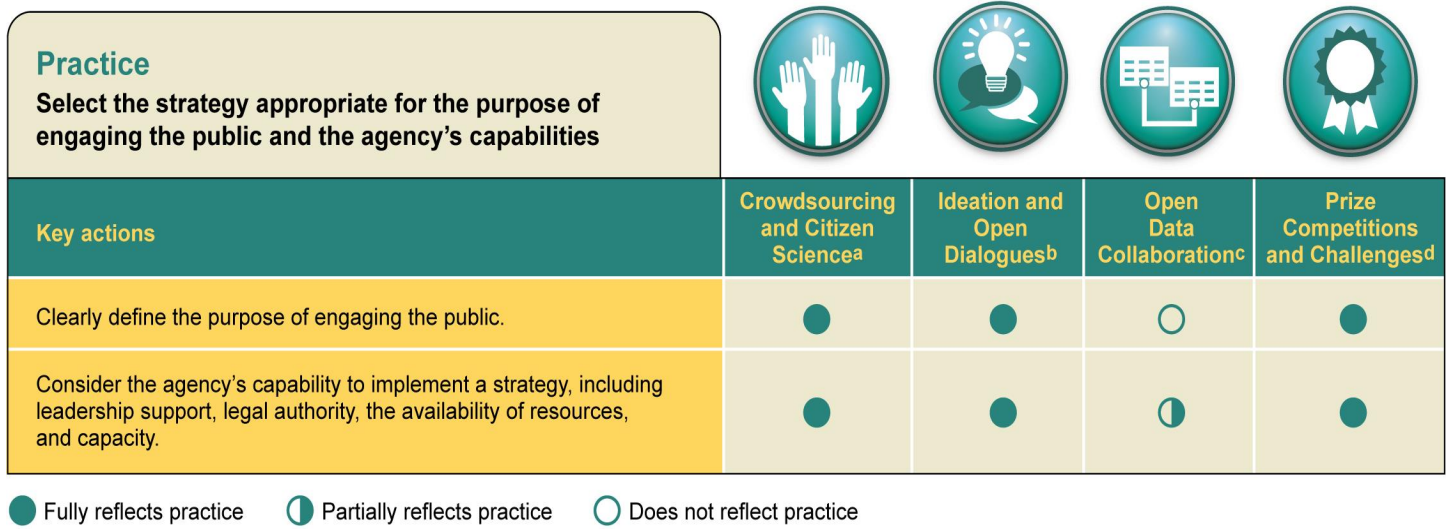 Practice
Select the strategy appropriate for the purpose of
engaging the public and the agency’s capabilities
Key actions
Crowdsourcing
and Citizen
Scienceᵃ
Ideation and
Open
Dialoguesᵇ
Open
Data
Collaborationᶜ
Prize
Competitions
and Challengesᵈ
Clearly define the purpose of engaging the public.
Consider the agency’s capability to implement a strategy, including
leadership support, legal authority, the availability of resources,
and capacity.
Fully reflects practice
Partially reflects practice
Does not reflect practice